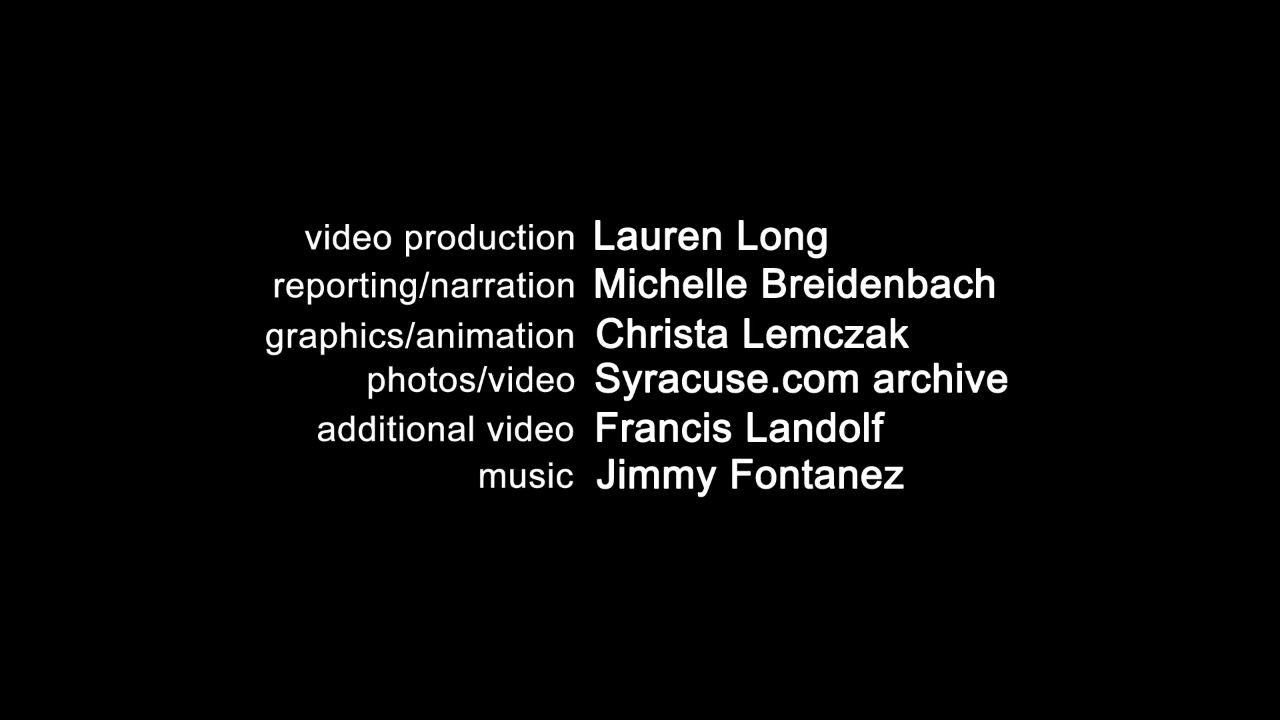 video production Lauren Long
reporting/narration Michelle Breidenbach
graphics/animation Christa Lemczak
photos/video Syracuse.com archive
additional video Francis Landolf
music Jimmy Fontanez